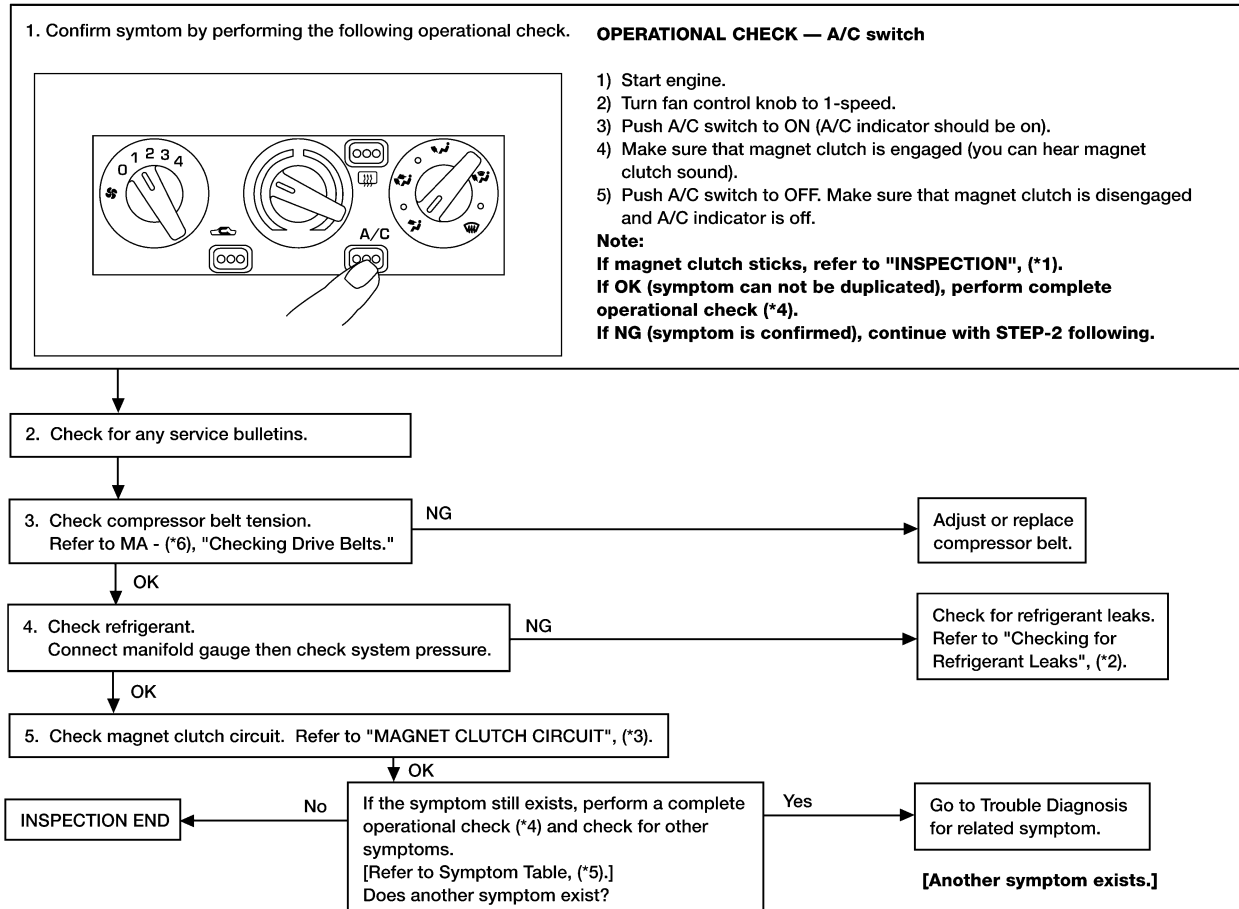 1. Confirm symtom by performing the following operational check.
OPERATIONAL CHECK — A/C switch
1) Start engine.
2) Turn fan control knob to 1-speed.
3) Push A/C switch to ON (A/C indicator should be on).
4) Make sure that magnet clutch is engaged (you can hear magnet
clutch sound).
5) Push A/C switch to OFF. Make sure that magnet clutch is disengaged
and A/C indicator is off.
Note:
If magnet clutch sticks, refer to "INSPECTION", (*1).
If OK (symptom can not be duplicated), perform complete
operational check (*4).
If NG (symptom is confirmed), continue with STEP-2 following.
0 1 2 3 4
A/C
2. Check for any service bulletins.
3. Check compressor belt tension.
Refer to MA - (*6), "Checking Drive Belts."
NG
Adjust or replace
compressor belt.
OK
4. Check refrigerant.
Connect manifold gauge then check system pressure.
NG
Check for refrigerant leaks.
Refer to "Checking for
Refrigerant Leaks", (*2).
OK
5. Check magnet clutch circuit. Refer to "MAGNET CLUTCH CIRCUIT", (*3).
OK
If the symptom still exists, perform a complete
operational check (*4) and check for other
symptoms.
[Refer to Symptom Table, (*5).]
Does another symptom exist?
No
INSPECTION END
Yes
Go to Trouble Diagnosis
for related symptom.
[Another symptom exists.]